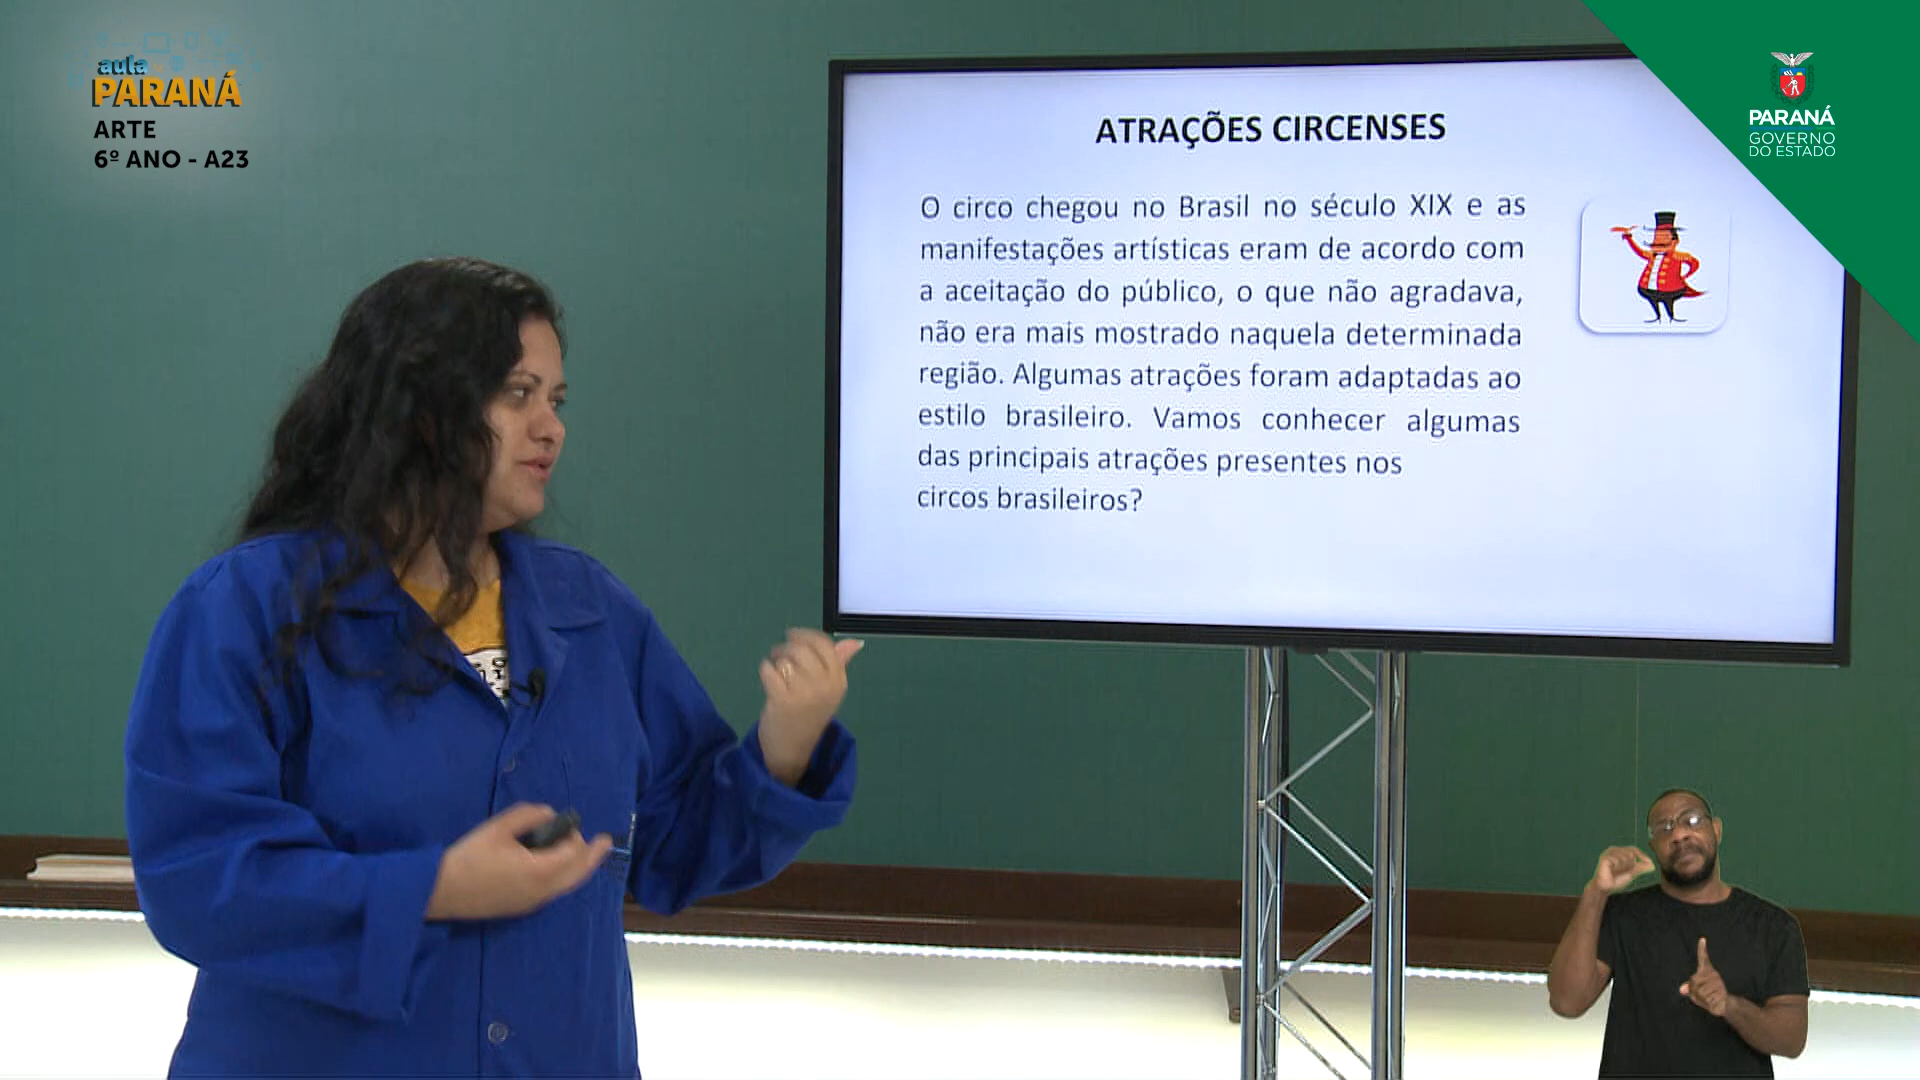 aula
PARANÁ
ARTE
6º ANO - A23
ATRAÇÕES CIRCENSES
O circo chegou no Brasil no século XIX e as
manifestações artísticas eram de acordo com
a aceitação do público, o que não agradava,
não era mais mostrado naquela determinada
região. Algumas atrações foram adaptadas ao
estilo brasileiro. Vamos conhecer algumas
das principais atrações presentes nos
circos brasileiros?
PARANÁ
GOVERNO
DO ESTADO